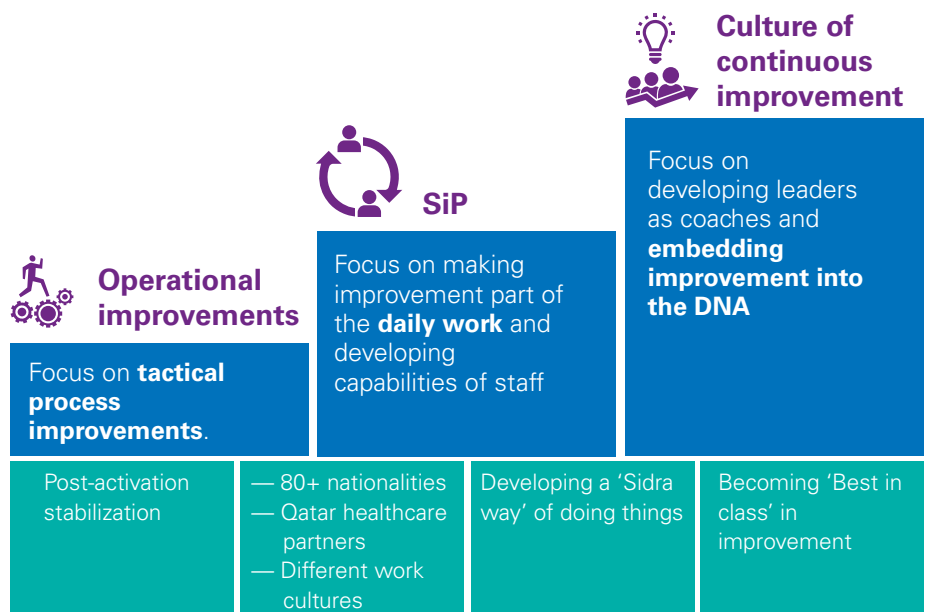 Operational
improvements
Focus on tactical
process
improvements.
SiP
Focus on making
improvement part of
the daily work and
developing
capabilities of staff
Culture of
continuous
improvement
Focus on
developing leaders
as coaches and
embedding
improvement into
the DNA
Post-activation
stabilization
— 80+ nationalities
— Qatar healthcare
partners
— Different work
cultures
Developing a ‘Sidra
way’ of doing things
Becoming ‘Best in
class’ in
improvement